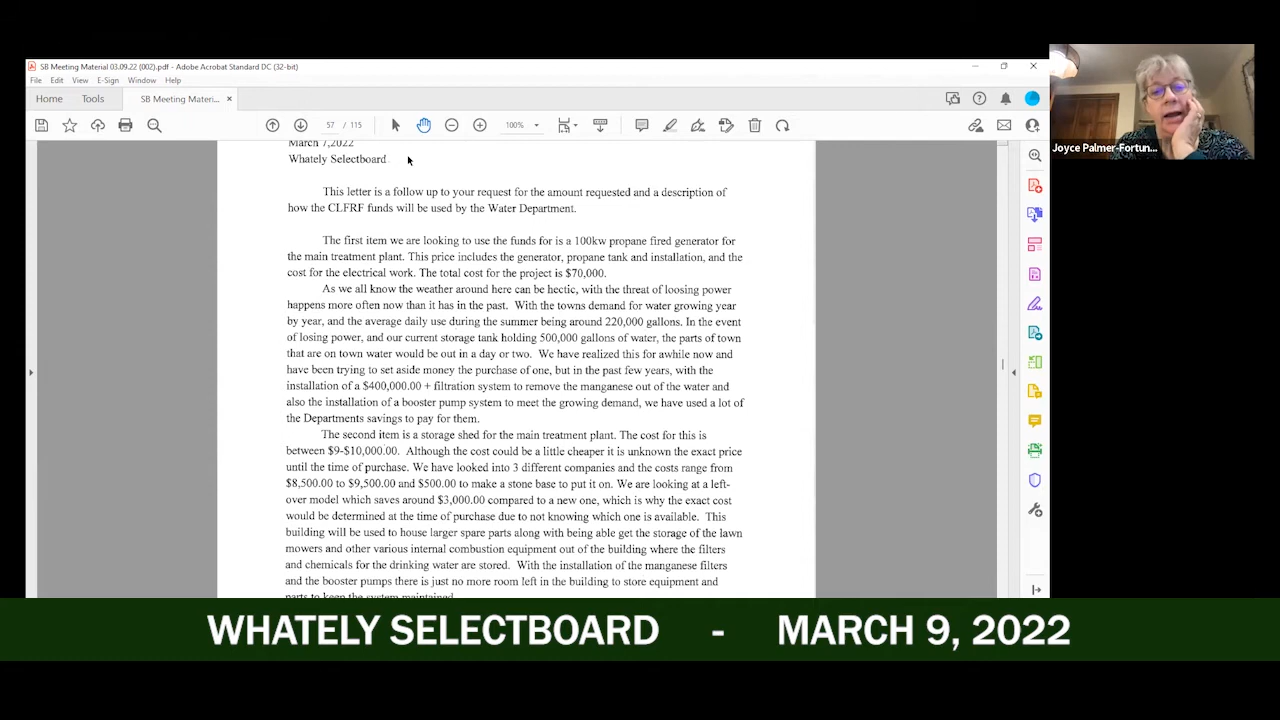 SB Meeting Material 03.09.22 (002).pdf - Adobe Acrobat Standard DC (32-bit)
File Edit View E-Sign Window Help
Home Tools SB Meeting Materi... ×
57 / 115 100%
Joyce Palmer-Fortun...
March 7,2022
Whately Selectboard
This letter is a follow up to your request for the amount requested and a description of
how the CLFRF funds will be used by the Water Department.
The first item we are looking to use the funds for is a 100kw propane fired generator for
the main treatment plant. This price includes the generator, propane tank and installation, and the
cost for the electrical work. The total cost for the project is $70,000.
As we all know the weather around here can be hectic, with the threat of loosing power
happens more often now than it has in the past. With the towns demand for water growing year
by year, and the average daily use during the summer being around 220,000 gallons. In the event
of losing power, and our current storage tank holding 500,000 gallons of water, the parts of town
that are on town water would be out in a day or two. We have realized this for awhile now and
have been trying to set aside money the purchase of one, but in the past few years, with the
installation of a $400,000.00 + filtration system to remove the manganese out of the water and
also the installation of a booster pump system to meet the growing demand, we have used a lot of
the Departments savings to pay for them.
The second item is a storage shed for the main treatment plant. The cost for this is
between $9-$10,000.00. Although the cost could be a little cheaper it is unknown the exact price
until the time of purchase. We have looked into 3 different companies and the costs range from
$8,500.00 to $9,500.00 and $500.00 to make a stone base to put it on. We are looking at a left-
over model which saves around $3,000.00 compared to a new one, which is why the exact cost
would be determined at the time of purchase due to not knowing which one is available. This
building will be used to house larger spare parts along with being able get the storage of the lawn
mowers and other various internal combustion equipment out of the building where the filters
and chemicals for the drinking water are stored. With the installation of the manganese filters
and the booster pumps there is just no more room left in the building to store equipment and
parts to keep the system maintained.
WHATELY SELECTBOARD - MARCH 9, 2022